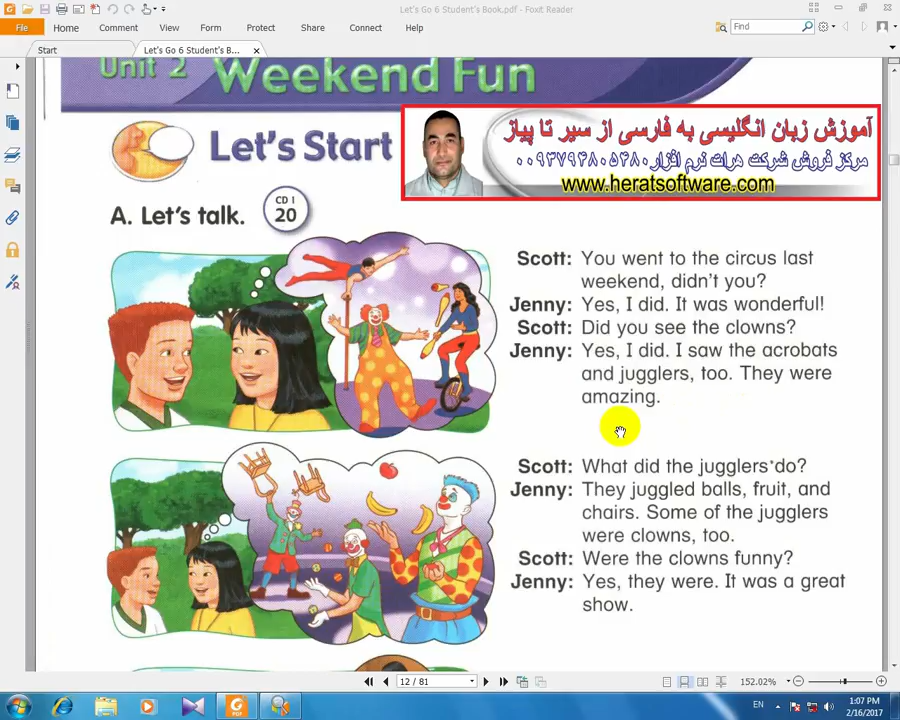 Let's Go 6 Student's Book.pdf - Foxit Reader
File Home Comment View Form Protect Share Connect Help Find
Start Let's Go 6 Student's B...
Unit 2 Weekend Fun
Let's Start
آموزش زبان انگلیسی به فارسی از سیر تا پیاز
مرکز فروش شرکت هرات نرم افزار۰۰۹۳۷۹۴۸۰۵۴۸۰
www.heratsoftware.com
A. Let's talk.
CD 1
20
Scott: You went to the circus last
weekend, didn't you?
Jenny: Yes, I did. It was wonderful!
Scott: Did you see the clowns?
Jenny: Yes, I did. I saw the acrobats
and jugglers, too. They were
amazing.
Scott: What did the jugglers do?
Jenny: They juggled balls, fruit, and
chairs. Some of the jugglers
were clowns, too.
Scott: Were the clowns funny?
Jenny: Yes, they were. It was a great
show.
12 / 81
152.02%
EN
1:07 PM
2/16/2017